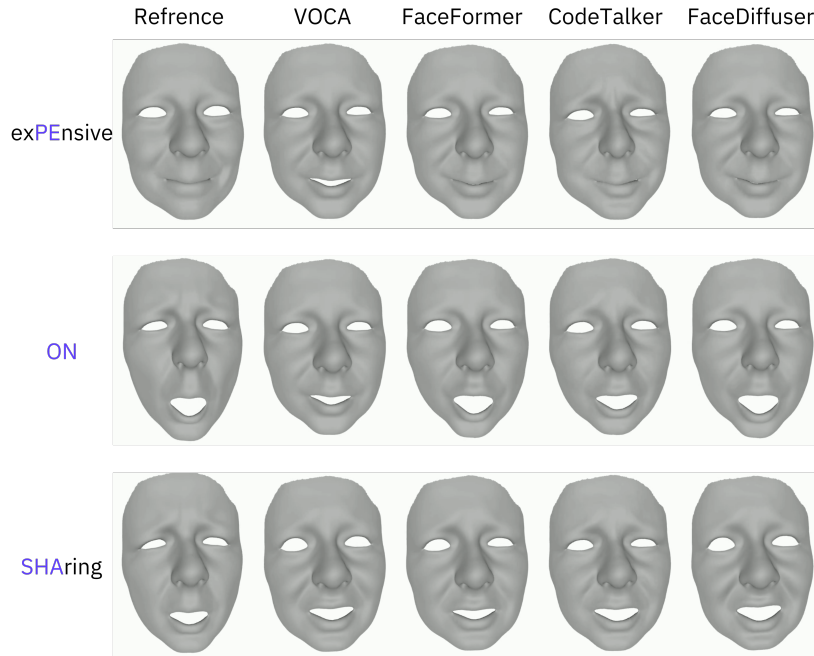 Refrence VOCA FaceFormer CodeTalker FaceDiffuser
exPEnsive
ON
SHAring